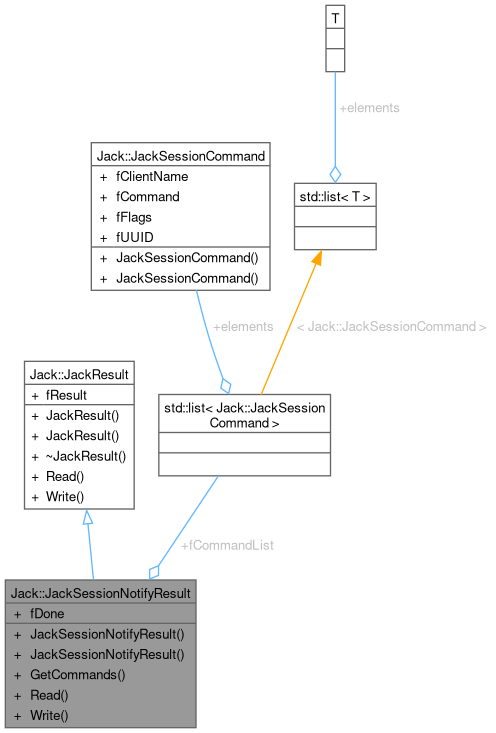 T
+elements
Jack::JackSessionCommand
+ fClientName
+ fCommand
+ fFlags
+ fUUID
+ JackSessionCommand()
+ JackSessionCommand()
std::list< T >
+elements
< Jack::JackSessionCommand >
Jack::JackResult
+ fResult
+ JackResult()
+ JackResult()
+ ~JackResult()
+ Read()
+ Write()
std::list< Jack::JackSession
Command >
+fCommandList
Jack::JackSessionNotifyResult
+ fDone
+ JackSessionNotifyResult()
+ JackSessionNotifyResult()
+ GetCommands()
+ Read()
+ Write()